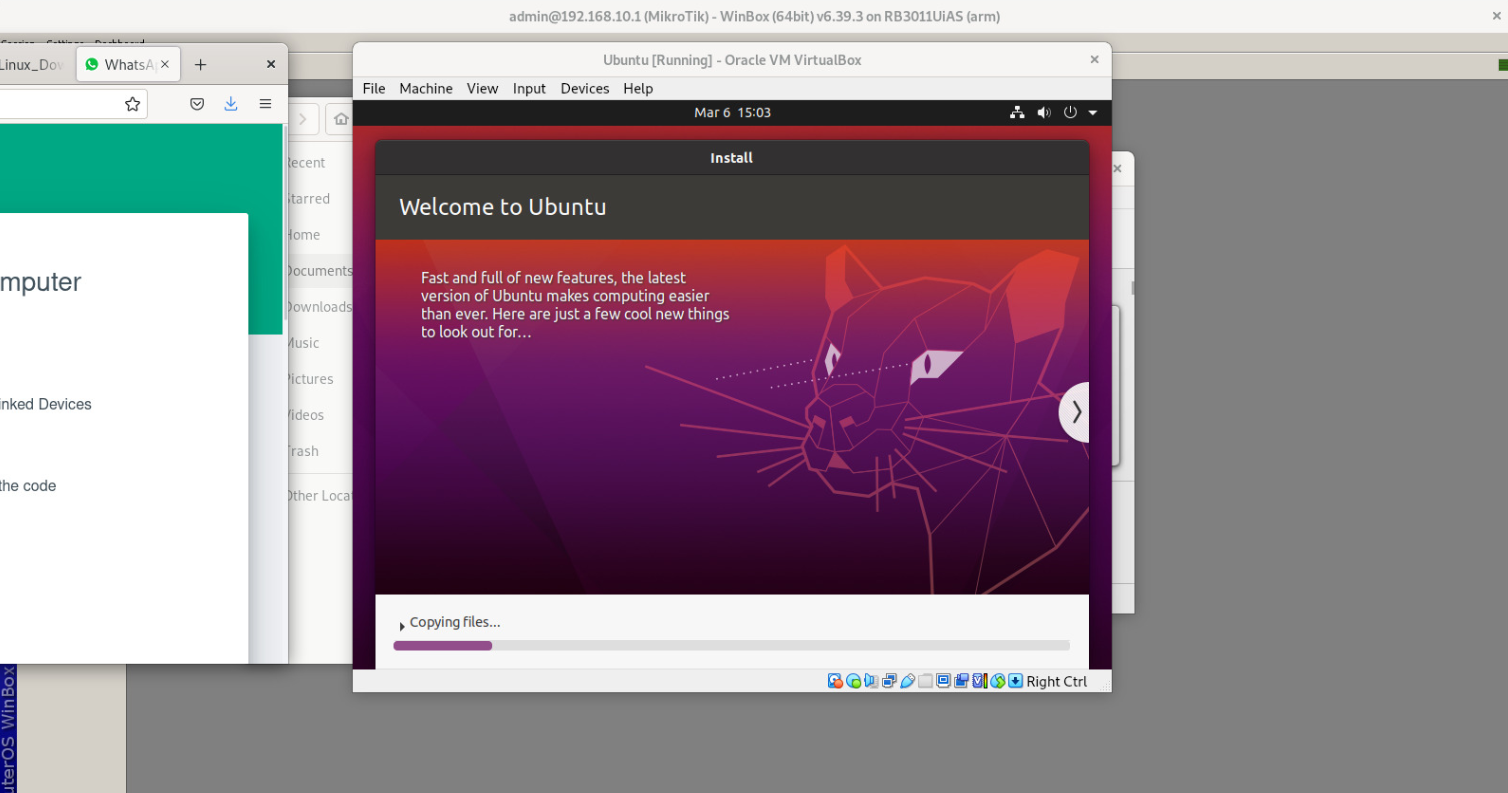 admin@192.168.10.1 (MikroTik) - WinBox (64bit) v6.39.3 on RB3011UiAS (arm)
Session Settings Dashboard
WhatsA
mputer
inked Devices
the code
Recent
Starred
Home
Documents
Downloads
Music
Pictures
Videos
Trash
Other Locat
Ubuntu [Running] - Oracle VM VirtualBox
File Machine View Input Devices Help
Mar 6 15:03
Install
Welcome to Ubuntu
Fast and full of new features, the latest
version of Ubuntu makes computing easier
than ever. Here are just a few cool new things
to look out for...
Copying files...
Right Ctrl
uterOS WinBox